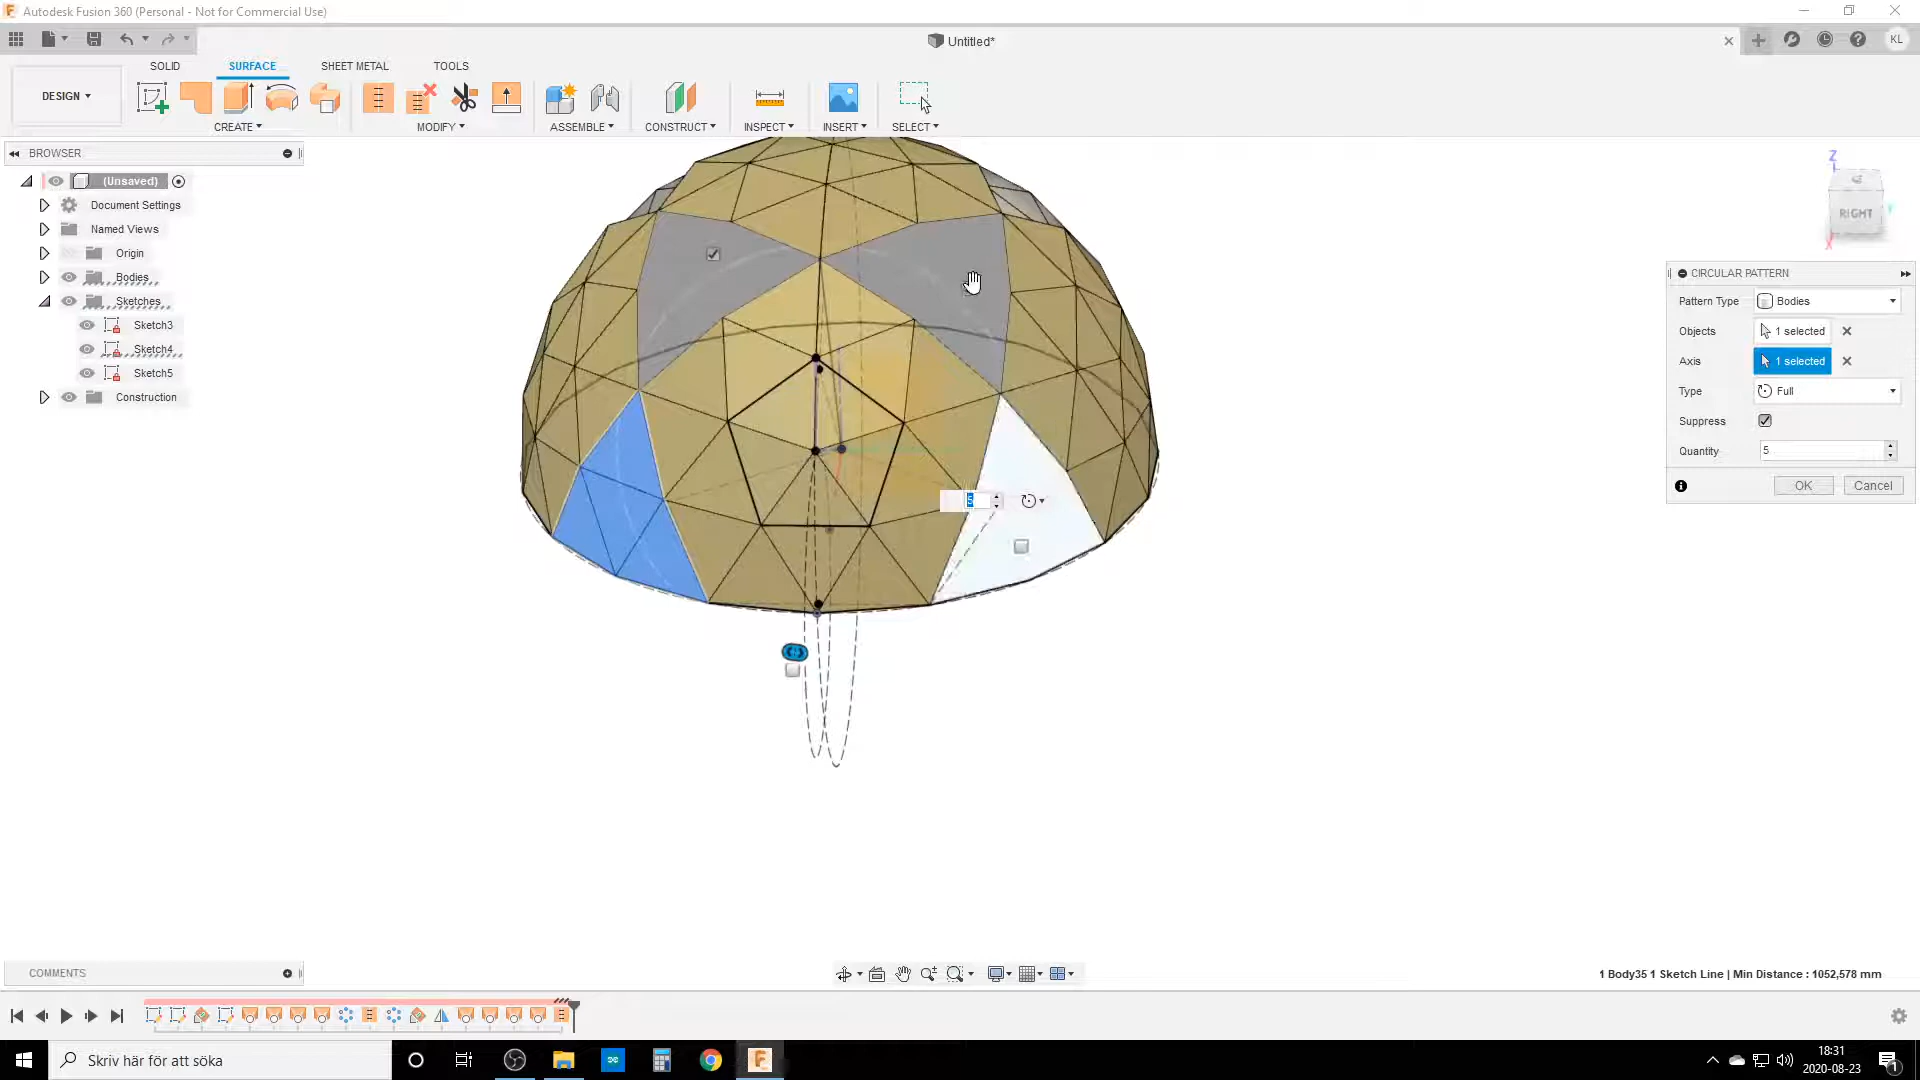 Autodesk Fusion 360 (Personal - Not for Commercial Use)
Untitled*
KL
SOLID SURFACE SHEET METAL TOOLS
DESIGN
CREATE MODIFY ASSEMBLE CONSTRUCT INSPECT INSERT SELECT
BROWSER
(Unsaved)
Document Settings
Named Views
Origin
Bodies
Sketches
Sketch3
Sketch4
Sketch5
Construction
Z
RIGHT
Y
X
CIRCULAR PATTERN
Pattern Type Bodies
Objects 1 selected
Axis 1 selected
Type Full
Suppress
Quantity 5
OK Cancel
5
COMMENTS
1 Body35 1 Sketch Line | Min Distance : 1052,578 mm
Skriv här för att söka
18:31
2020-08-23
1